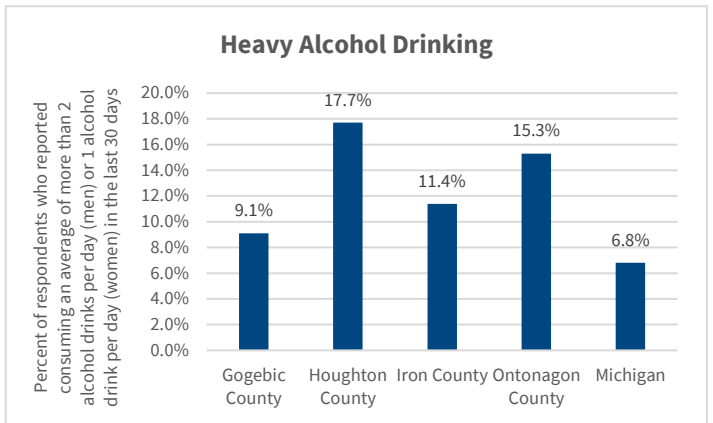 Heavy Alcohol Drinking
Percent of respondents who reported
consuming an average of more than 2
alcohol drinks per day (men) or 1 alcohol
drink per day (women) in the last 30 days
20.0%
18.0%
16.0%
14.0%
12.0%
10.0%
8.0%
6.0%
4.0%
2.0%
0.0%
9.1%
17.7%
11.4%
15.3%
6.8%
Gogebic
County
Houghton
County
Iron County
Ontonagon
County
Michigan